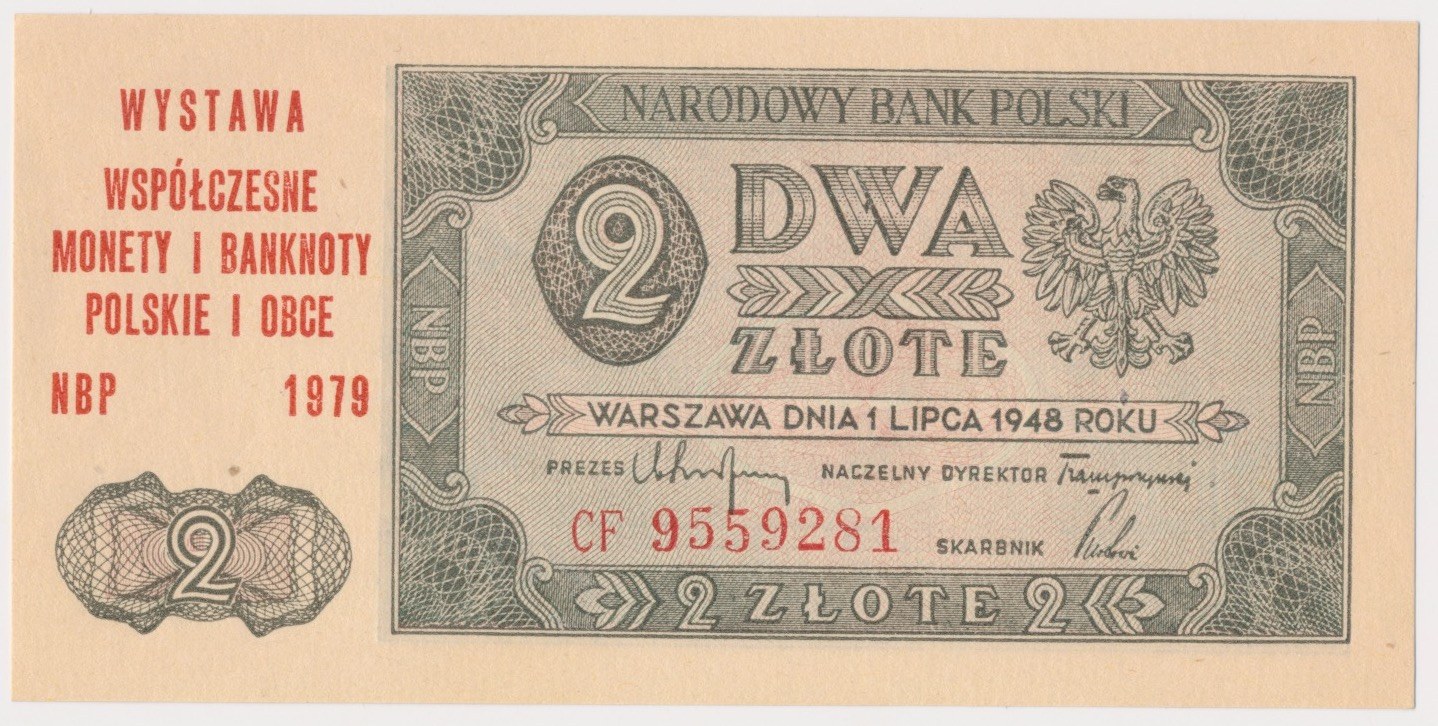 WYSTAWA
WSPÓŁCZESNE
MONETY I BANKNOTY
POLSKIE I OBCE
NBP 1979
2
NARODOWY BANK POLSKI
2
DWA
ZŁOTE
NBP
NBP
WARSZAWA DNIA 1 LIPCA 1948 ROKU
PREZES
NACZELNY DYREKTOR
CF 9559281
SKARBNIK
2 ZŁOTE 2